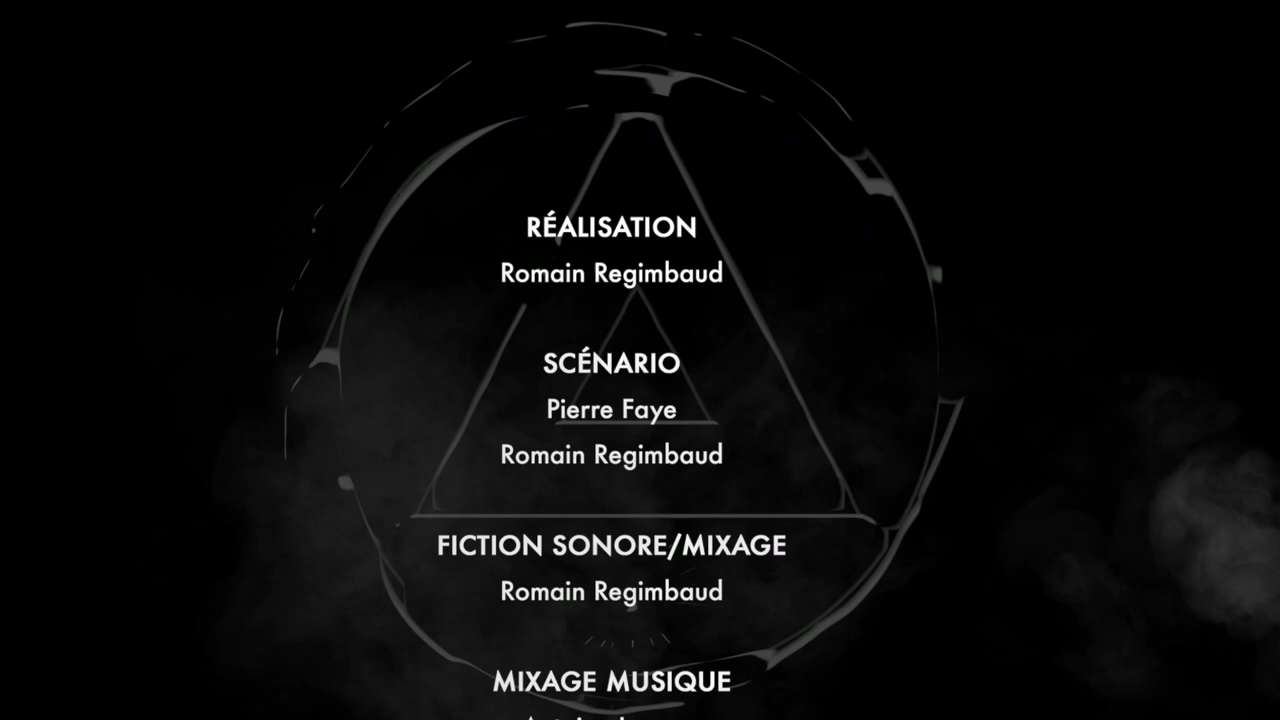 RÉALISATION
Romain Regimbaud
SCÉNARIO
Pierre Faye
Romain Regimbaud
FICTION SONORE/MIXAGE
Romain Regimbaud
MIXAGE MUSIQUE